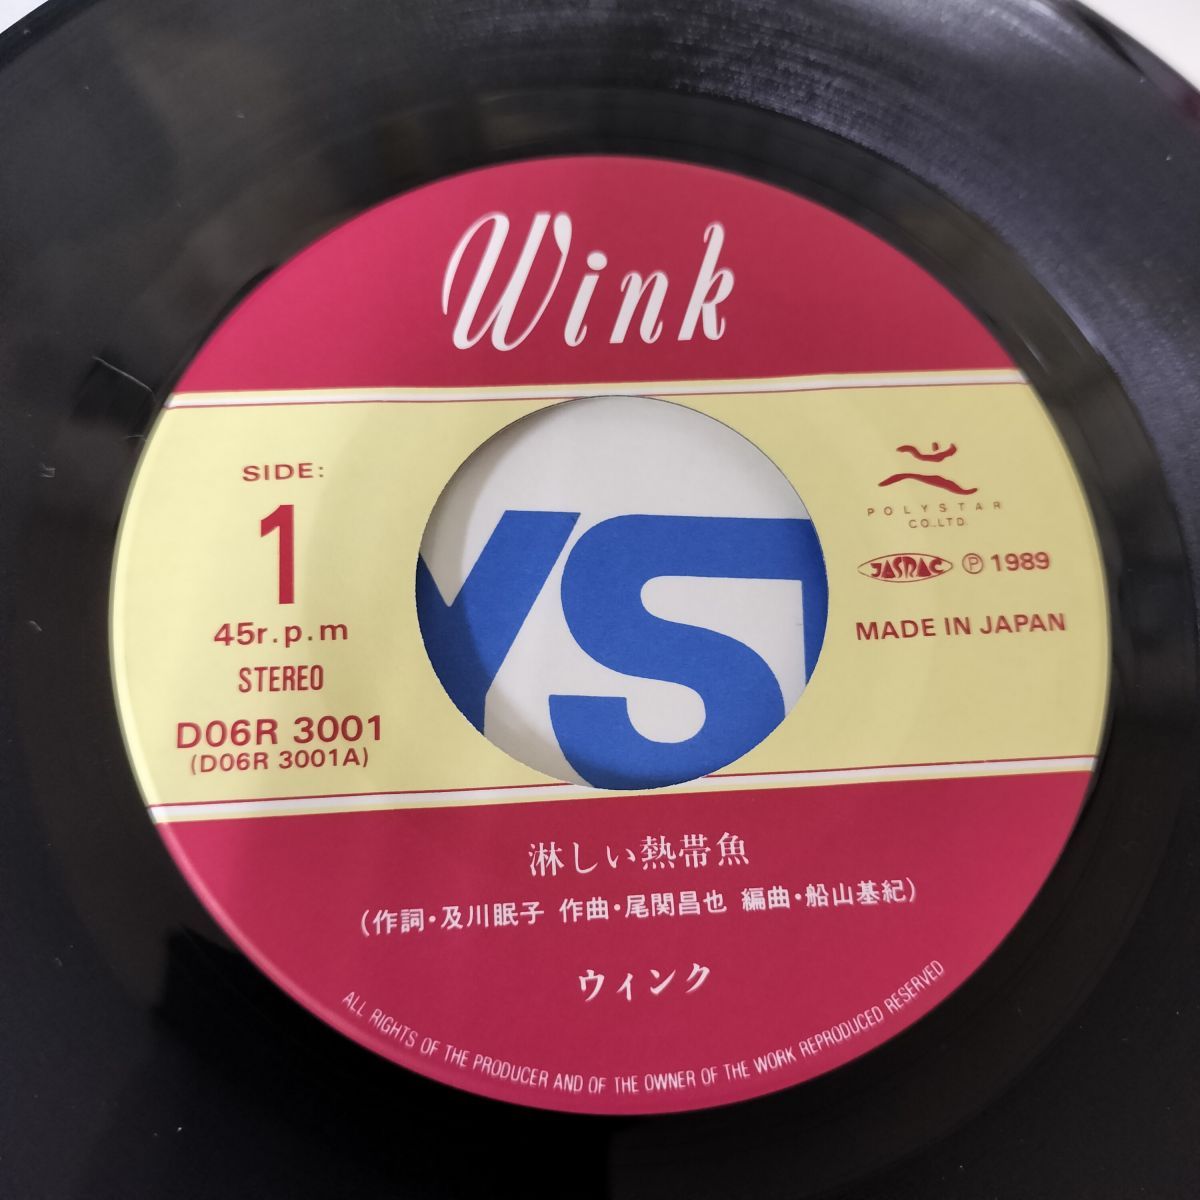 Wink
SIDE:
1
45r.p.m
STEREO
D06R 3001
(D06R 3001A)
POLYSTAR
CO.,LTD.
JASRAC Ⓟ 1989
MADE IN JAPAN
YS
淋しい熱帯魚
(作詞・及川眠子 作曲・尾関昌也 編曲・船山基紀)
ウィンク
ALL RIGHTS OF THE PRODUCER AND OF THE OWNER OF THE WORK REPRODUCED RESERVED